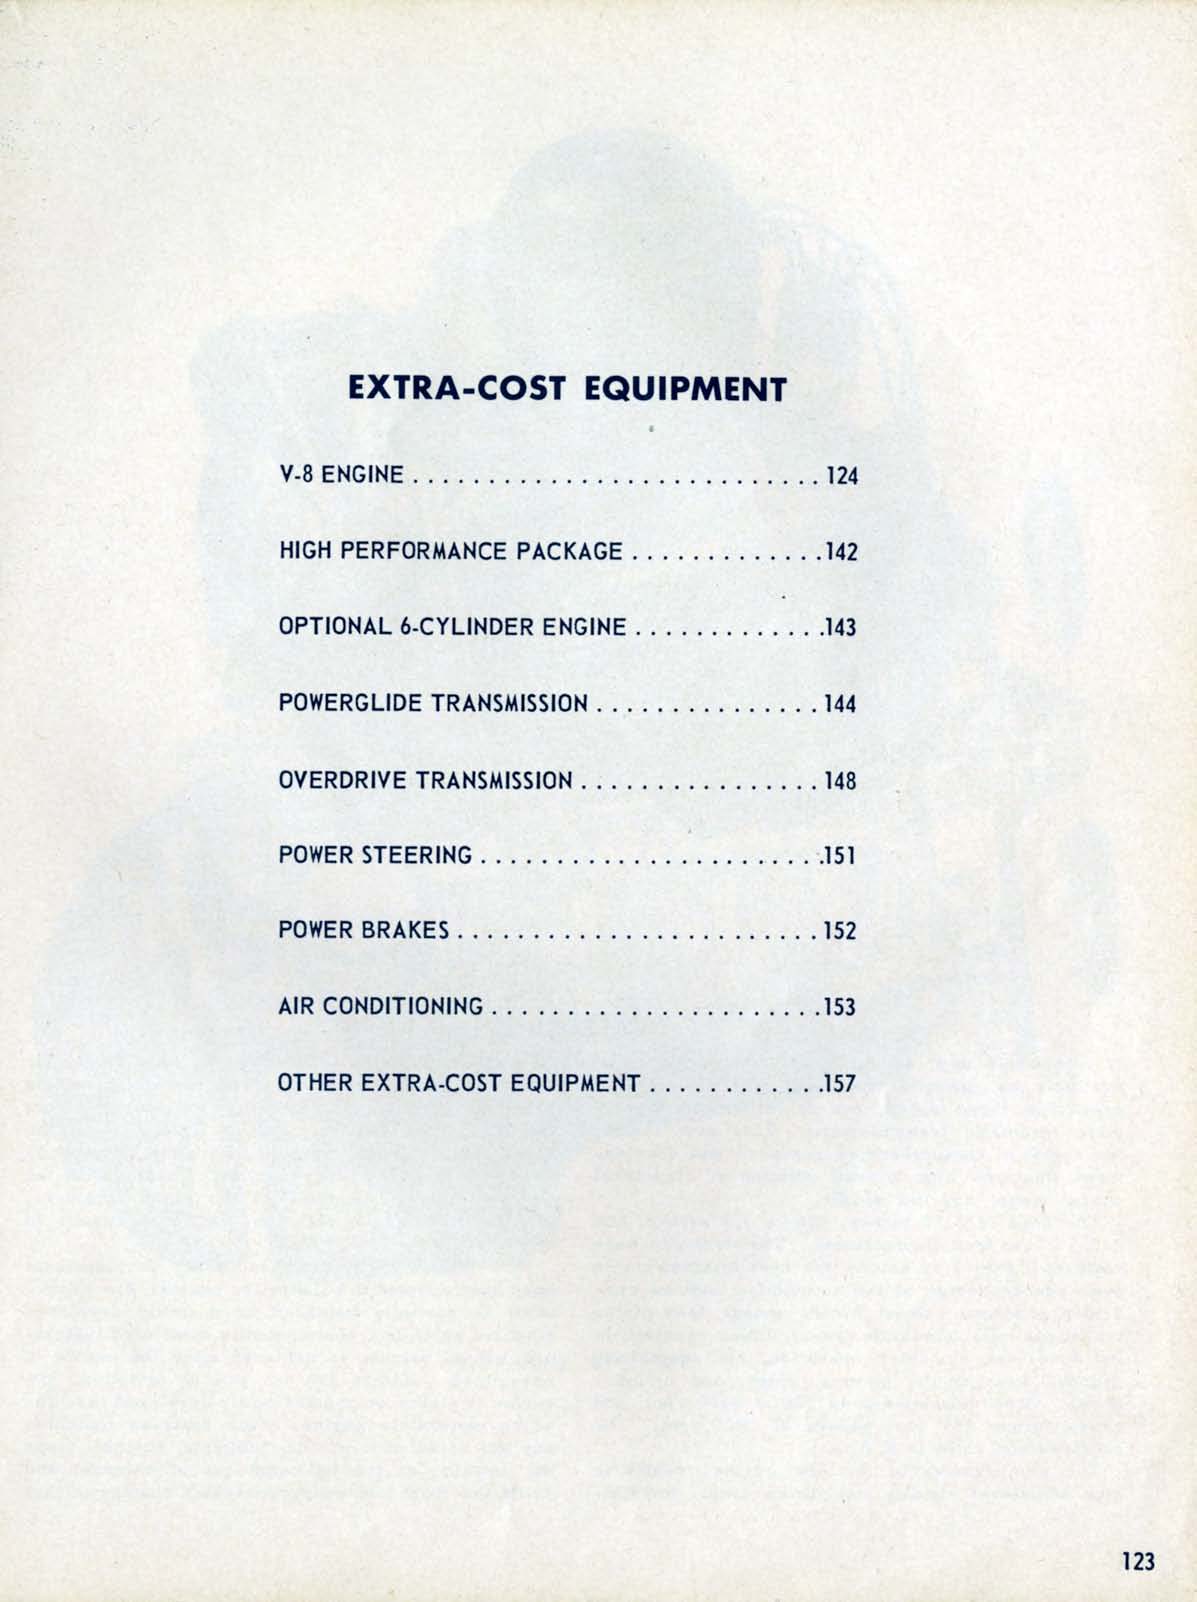 EXTRA-COST EQUIPMENT
V-8 ENGINE . . . . . . . . . . . . . . . . . . . . . . . . . . . 124
HIGH PERFORMANCE PACKAGE . . . . . . . . . . . . . 142
OPTIONAL 6-CYLINDER ENGINE . . . . . . . . . . . . . 143
POWERGLIDE TRANSMISSION . . . . . . . . . . . . . . . 144
OVERDRIVE TRANSMISSION . . . . . . . . . . . . . . . . 148
POWER STEERING . . . . . . . . . . . . . . . . . . . . . . . 151
POWER BRAKES . . . . . . . . . . . . . . . . . . . . . . . . 152
AIR CONDITIONING . . . . . . . . . . . . . . . . . . . . . . 153
OTHER EXTRA-COST EQUIPMENT . . . . . . . . . . . . 157
123